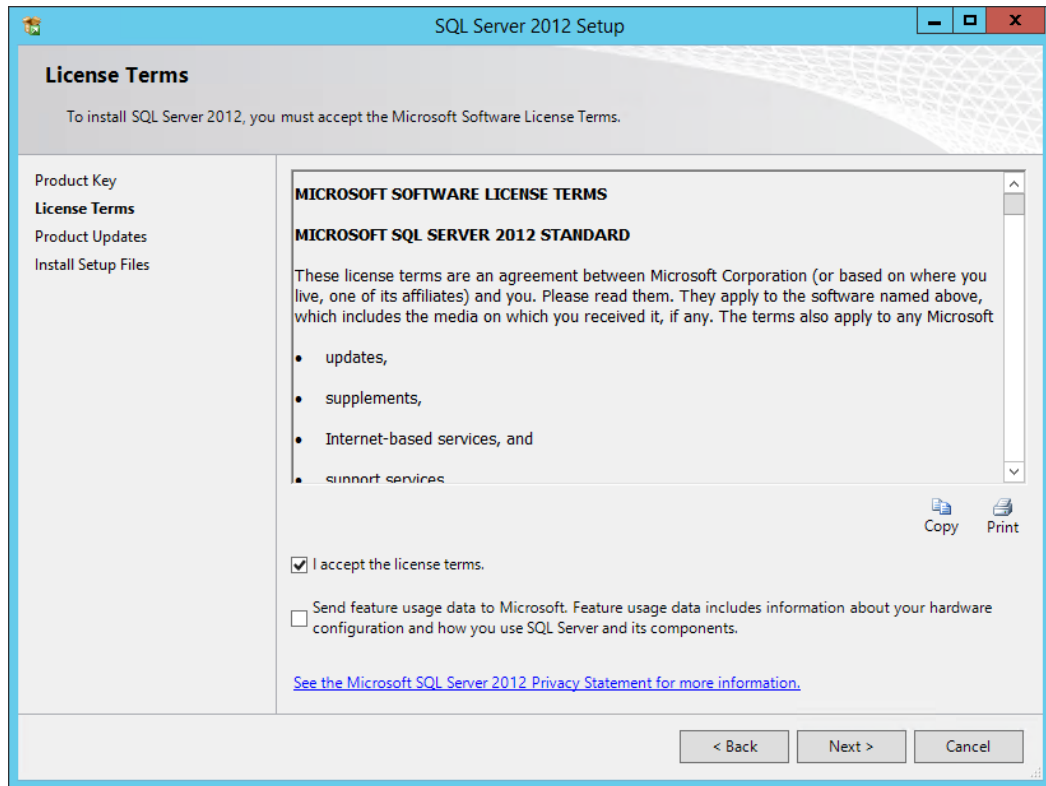 SQL Server 2012 Setup
License Terms
To install SQL Server 2012, you must accept the Microsoft Software License Terms.
Product Key
License Terms
Product Updates
Install Setup Files
MICROSOFT SOFTWARE LICENSE TERMS
MICROSOFT SQL SERVER 2012 STANDARD
These license terms are an agreement between Microsoft Corporation (or based on where you
live, one of its affiliates) and you. Please read them. They apply to the software named above,
which includes the media on which you received it, if any. The terms also apply to any Microsoft
• updates,
• supplements,
• Internet-based services, and
• support services
Copy Print
I accept the license terms.
Send feature usage data to Microsoft. Feature usage data includes information about your hardware
configuration and how you use SQL Server and its components.
See the Microsoft SQL Server 2012 Privacy Statement for more information.
< Back Next > Cancel